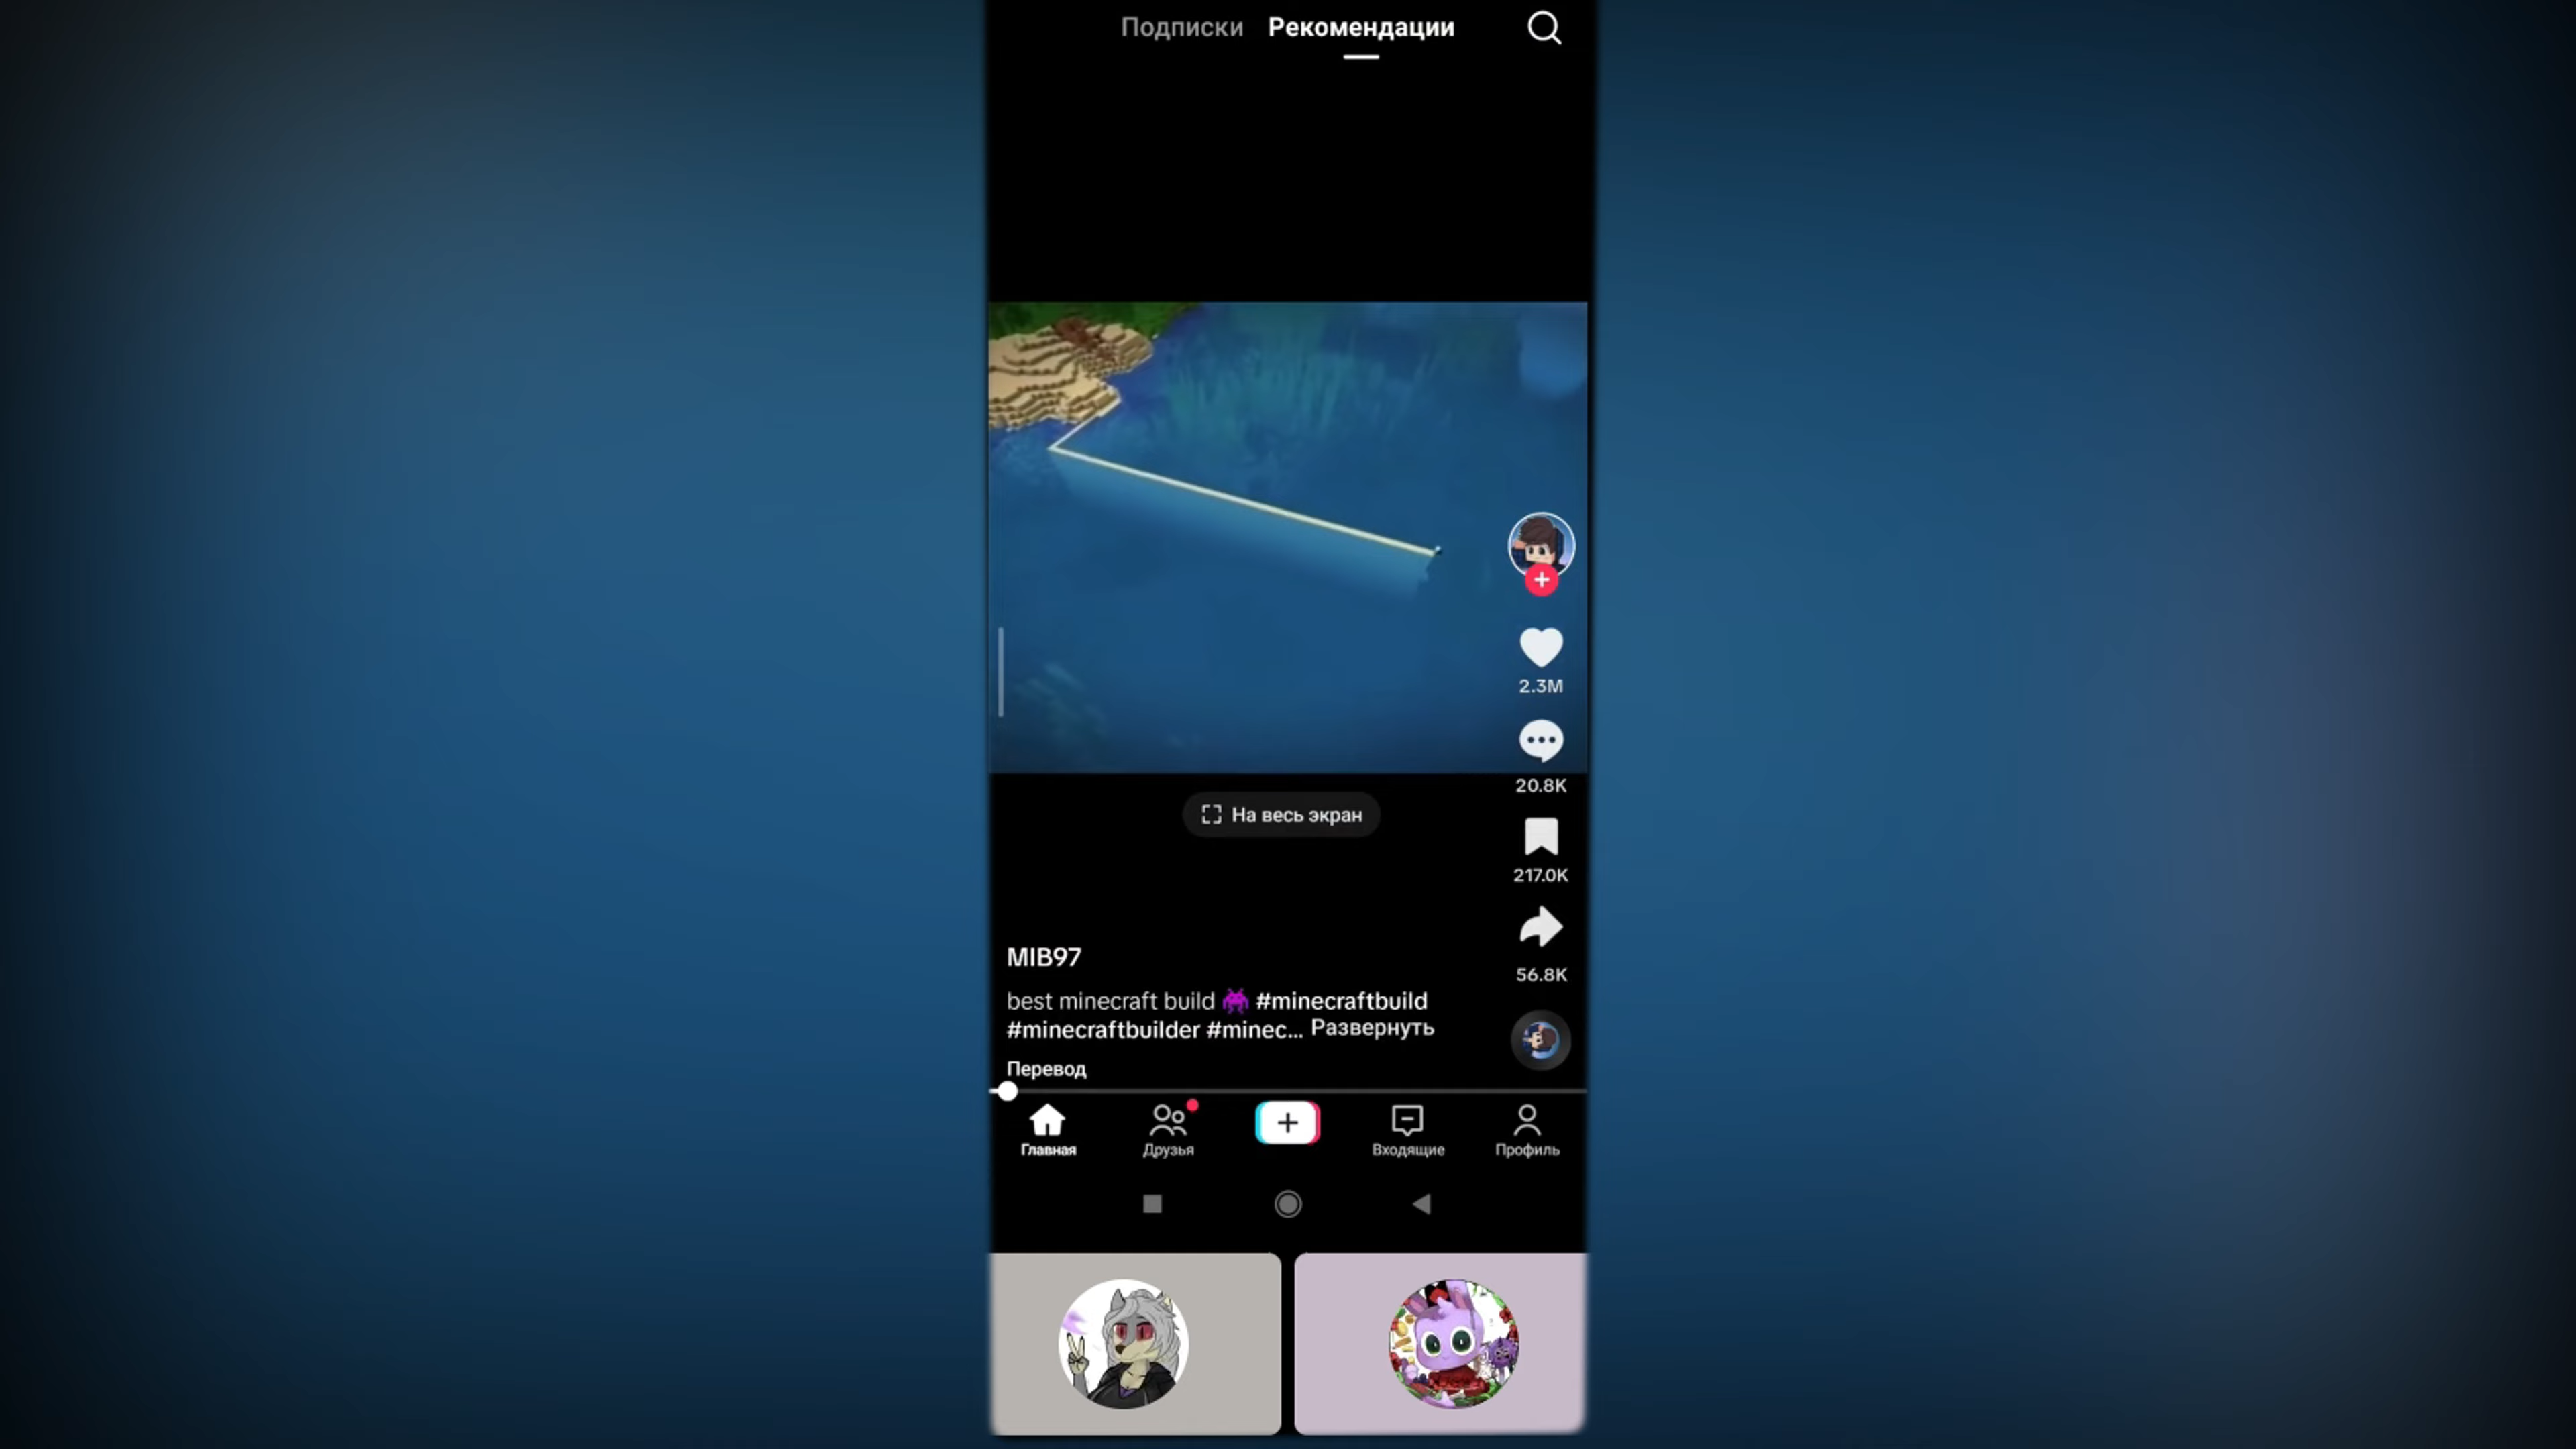 Подписки Рекомендации
2.3M
20.8K
На весь экран
217.0K
56.8K
MIB97
best minecraft build 👾 #minecraftbuild
#minecraftbuilder #minec... Развернуть
Перевод
Главная Друзья Входящие Профиль